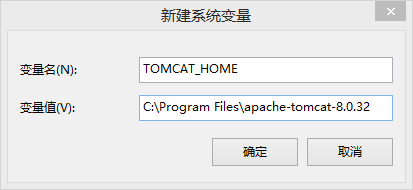 新建系统变量
变量名(N): TOMCAT_HOME
变量值(V): C:\Program Files\apache-tomcat-8.0.32
确定 取消